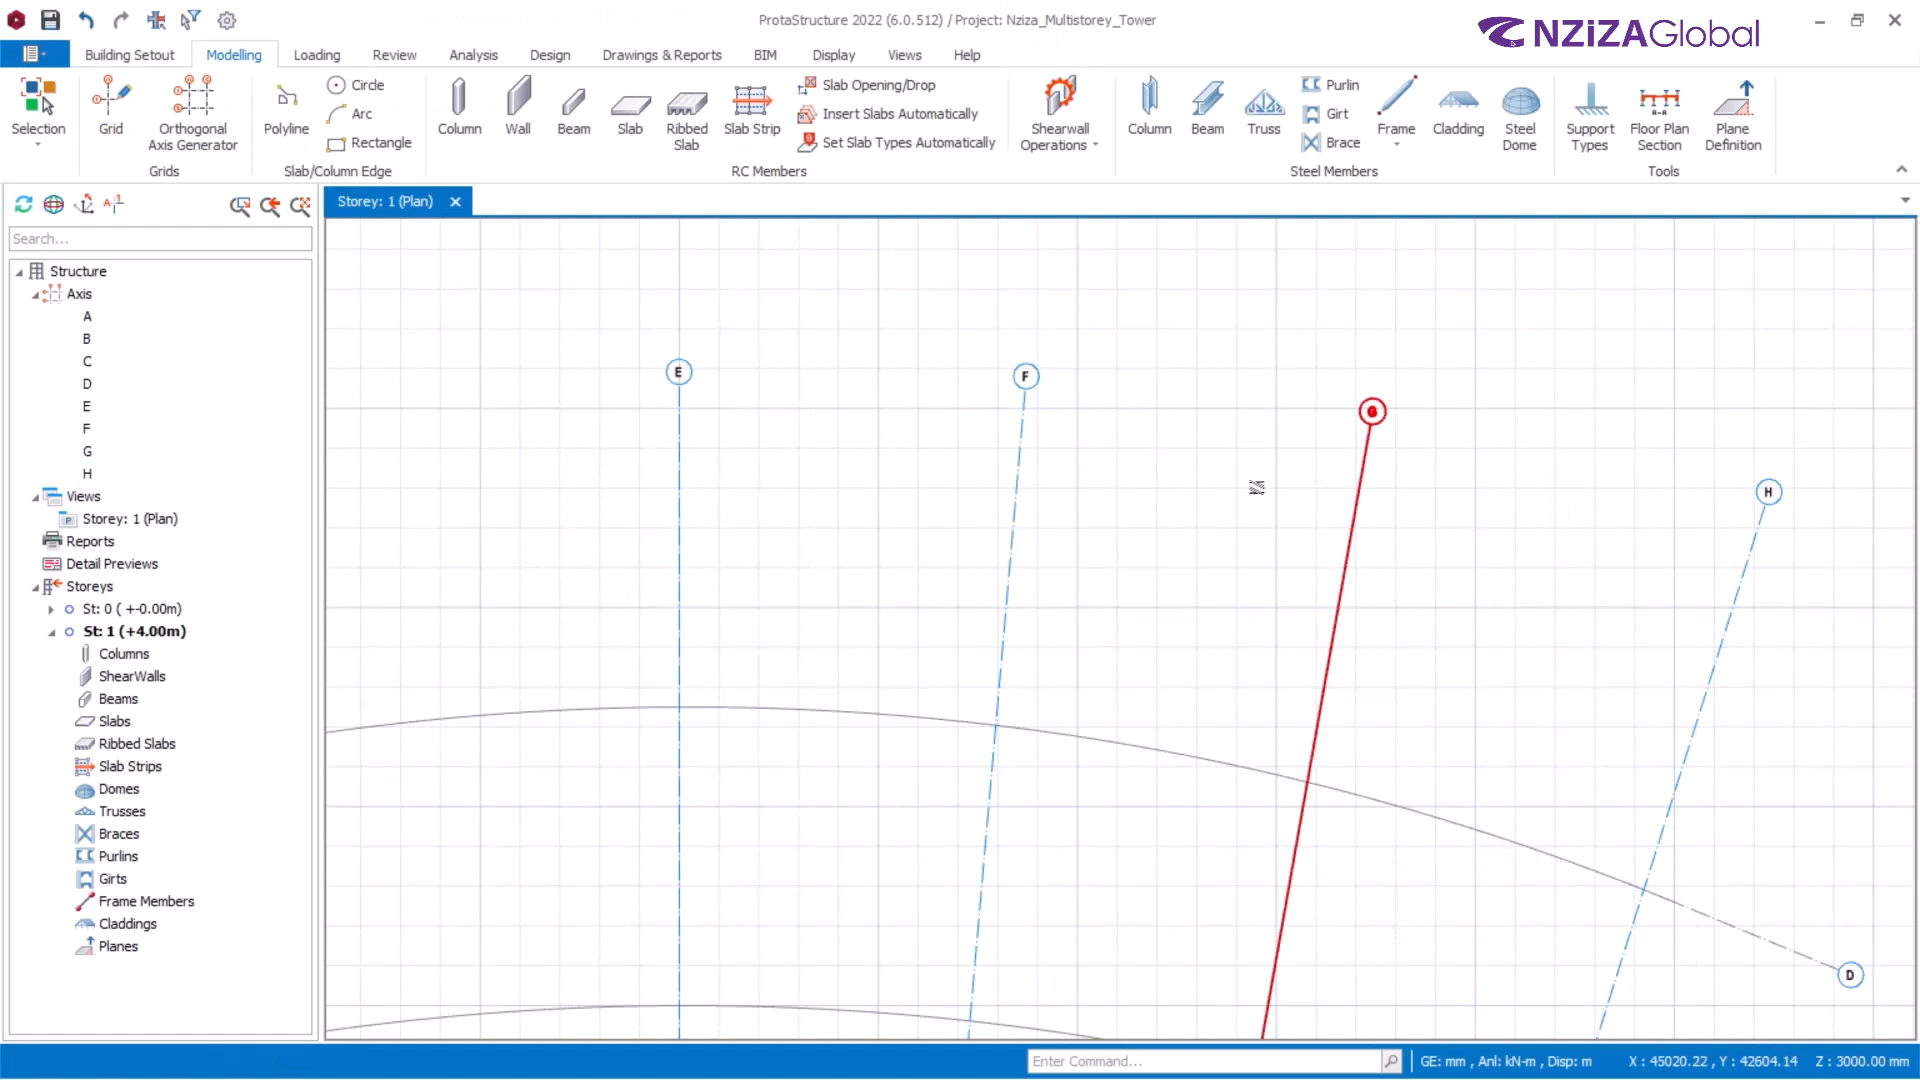 ProtaStructure 2022 (6.0.512) / Project: Nziza_Multistorey_Tower
NZiZAGlobal
Building Setout
Modelling
Loading
Review
Analysis
Design
Drawings & Reports
BIM
Display
Views
Help
Selection
Grid
Orthogonal
Axis Generator
Grids
Polyline
Circle
Arc
Rectangle
Slab/Column Edge
Column
Wall
Beam
Slab
Ribbed
Slab
Slab Strip
Slab Opening/Drop
Insert Slabs Automatically
Set Slab Types Automatically
RC Members
Shearwall
Operations
Column
Beam
Truss
Purlin
Girt
Brace
Frame
Cladding
Steel
Dome
Steel Members
Support
Types
Floor Plan
Section
Plane
Definition
Tools
Storey: 1 (Plan)
Search...
Structure
Axis
A
B
C
D
E
F
G
H
Views
Storey: 1 (Plan)
Reports
Detail Previews
Storeys
St: 0 ( +-0.00m)
St: 1 (+4.00m)
Columns
ShearWalls
Beams
Slabs
Ribbed Slabs
Slab Strips
Domes
Trusses
Braces
Purlins
Girts
Frame Members
Claddings
Planes
E
F
G
H
D
Enter Command...
GE: mm , Anl: kN-m , Disp: m
X : 45020.22 , Y : 42604.14
Z : 3000.00 mm